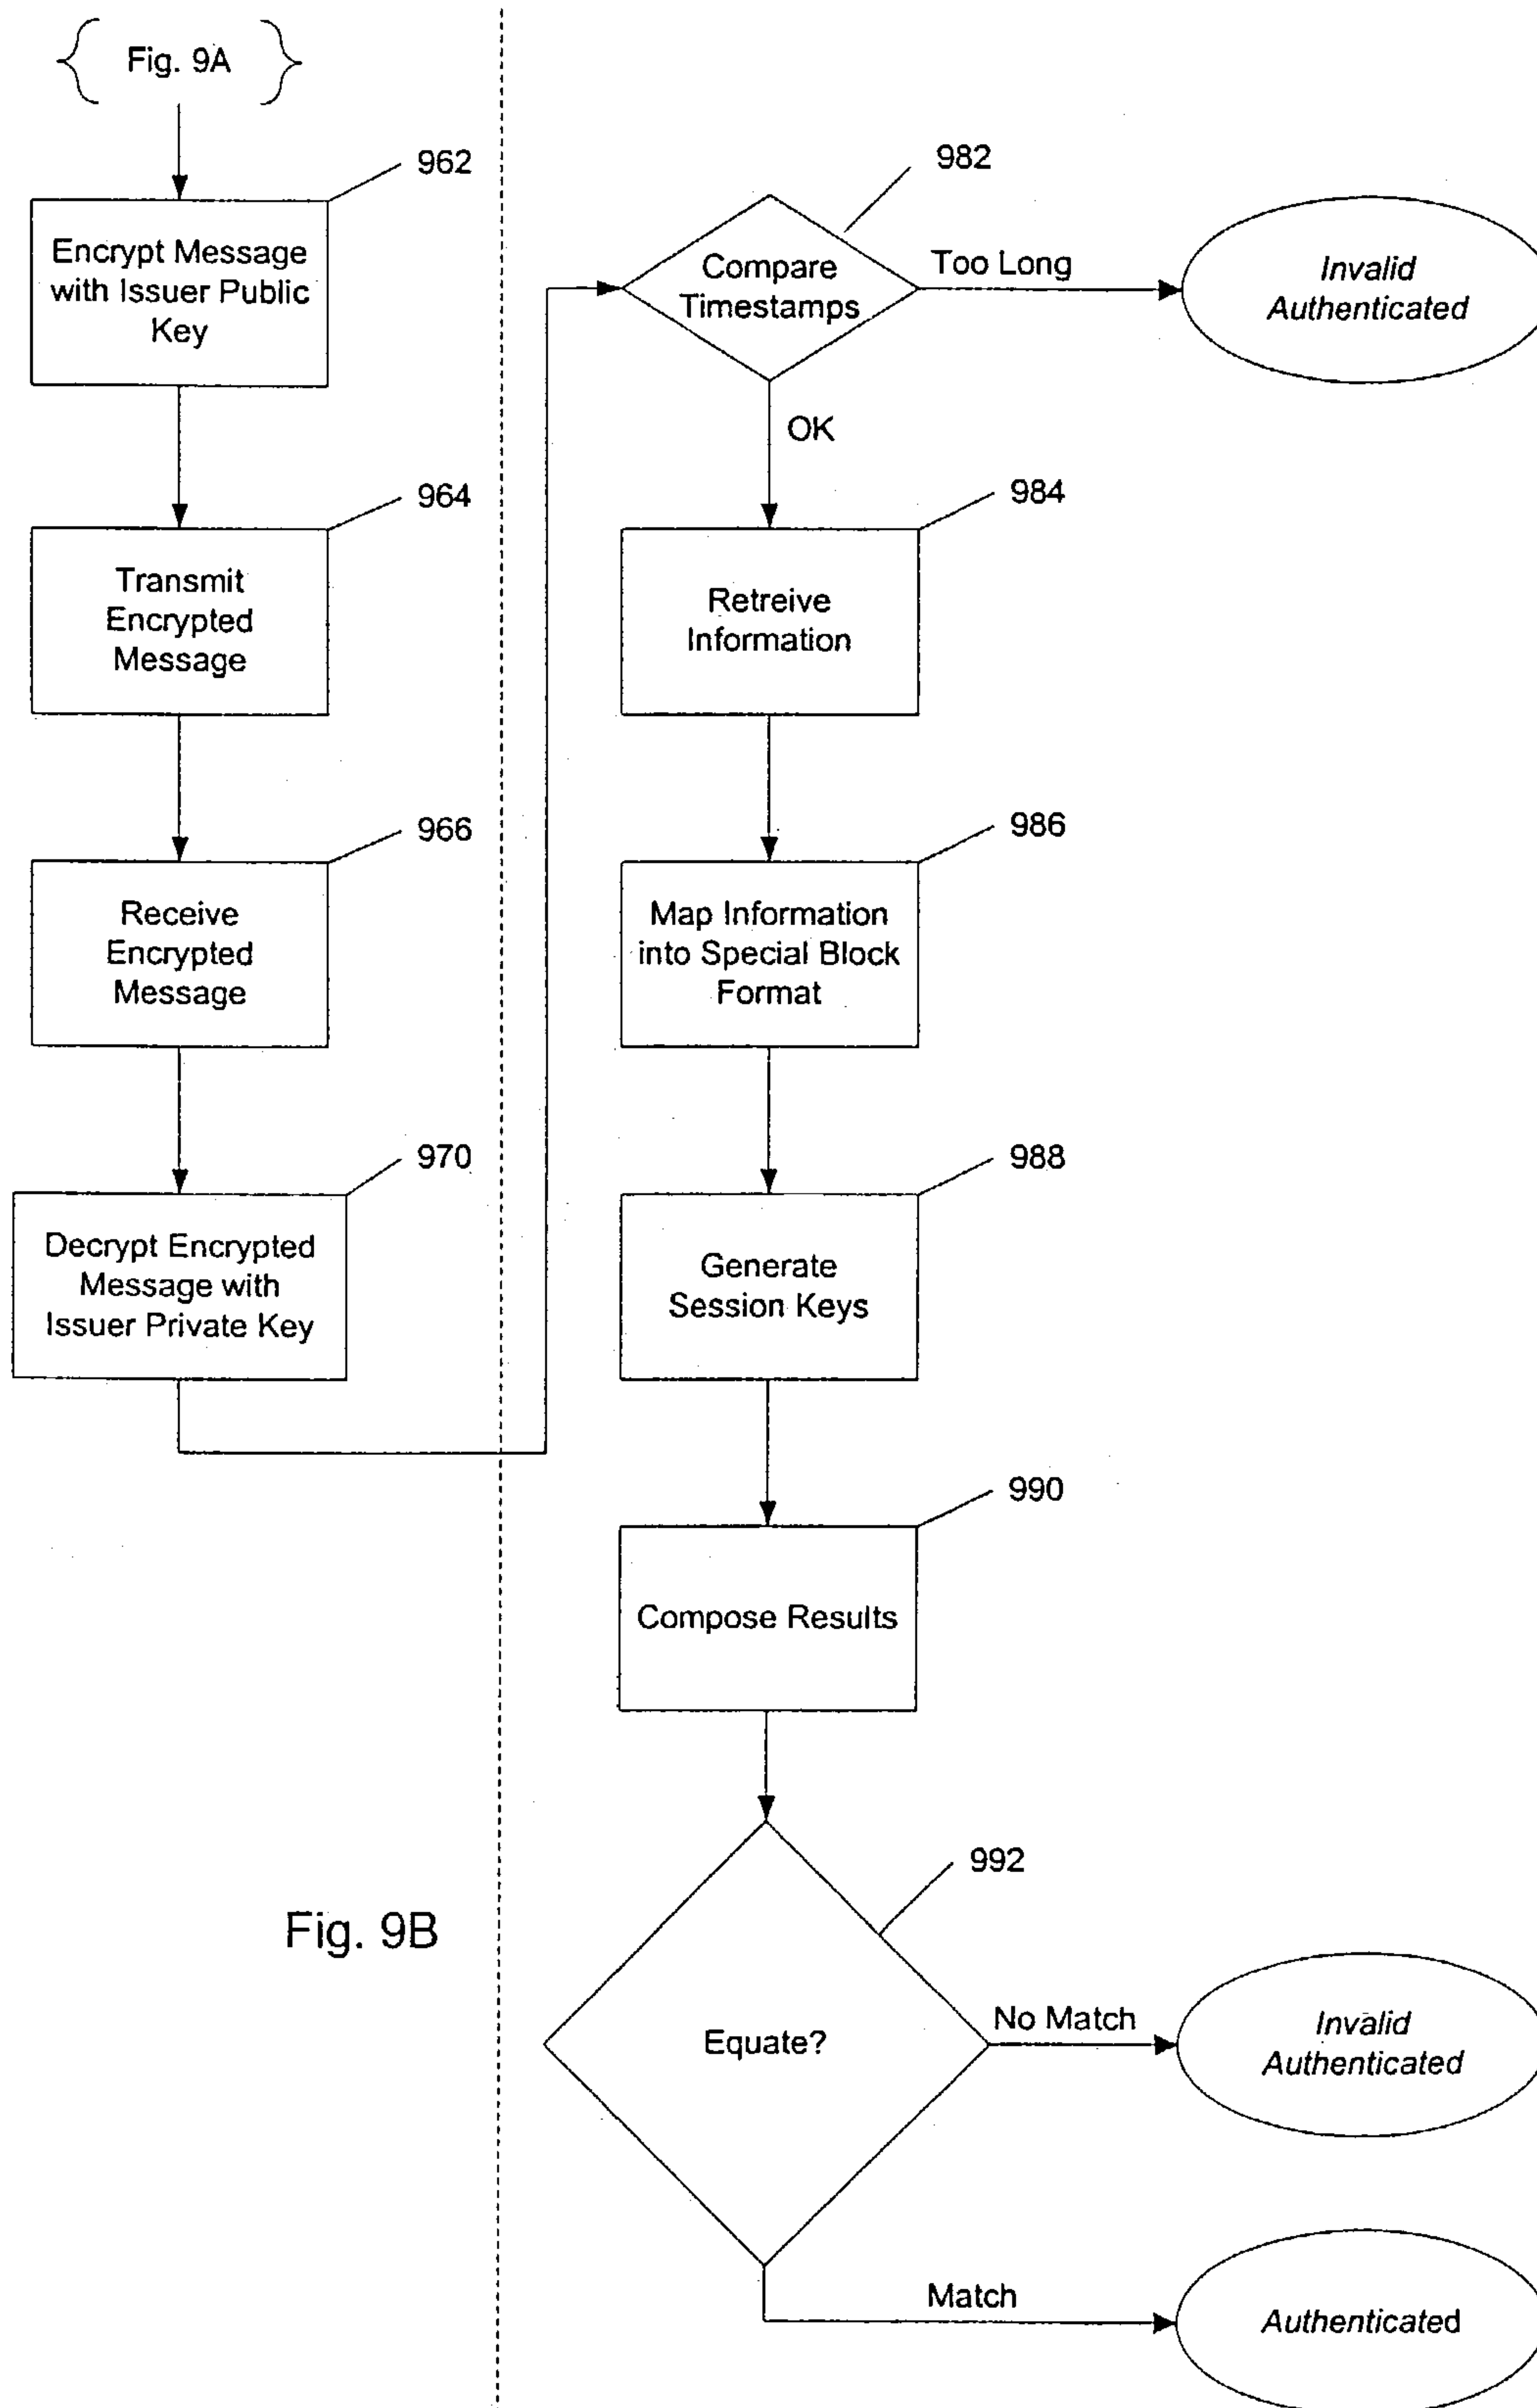 Fig. 9A
962
Encrypt Message
with Issuer Public
Key
964
Transmit
Encrypted
Message
966
Receive
Encrypted
Message
970
Decrypt Encrypted
Message with
Issuer Private Key
982
Compare
Timestamps
Too Long
Invalid
Authenticated
OK
984
Retreive
Information
986
Map Information
into Special Block
Format
988
Generate
Session Keys
990
Compose Results
992
Equate?
No Match
Invalid
Authenticated
Match
Authenticated
Fig. 9B